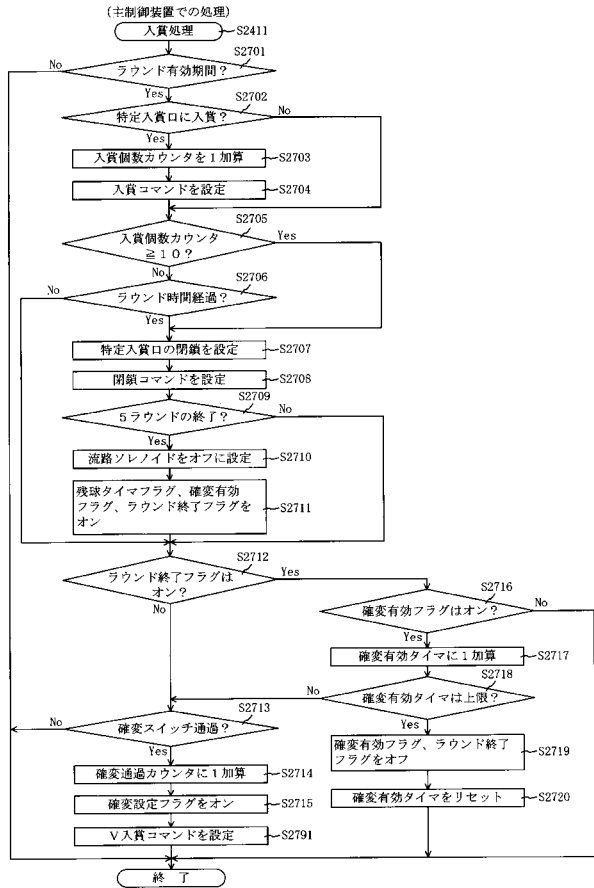 (主制御装置での処理)
入賞処理
S2411
S2701
ラウンド有効期間？
No
Yes
S2702
特定入賞口に入賞？
No
Yes
入賞個数カウンタを１加算
S2703
入賞コマンドを設定
S2704
S2705
入賞個数カウンタ
≧１０？
Yes
No
S2706
ラウンド時間経過？
No
Yes
特定入賞口の閉鎖を設定
S2707
閉鎖コマンドを設定
S2708
S2709
５ラウンドの終了？
No
Yes
流路ソレノイドをオフに設定
S2710
残球タイマフラグ、確変有効
フラグ、ラウンド終了フラグを
オン
S2711
S2712
ラウンド終了フラグは
オン？
Yes
No
S2716
確変有効フラグはオン？
No
Yes
確変有効タイマに１加算
S2717
S2718
確変有効タイマは上限？
No
Yes
S2713
確変スイッチ通過？
No
Yes
確変有効フラグ、ラウンド終了
フラグをオフ
S2719
確変通過カウンタに１加算
S2714
確変設定フラグをオン
S2715
確変有効タイマをリセット
S2720
Ｖ入賞コマンドを設定
S2791
終了